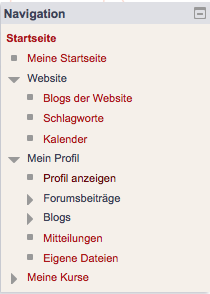 Navigation
Startseite
Meine Startseite
Website
Blogs der Website
Schlagworte
Kalender
Mein Profil
Profil anzeigen
Forumsbeiträge
Blogs
Mitteilungen
Eigene Dateien
Meine Kurse